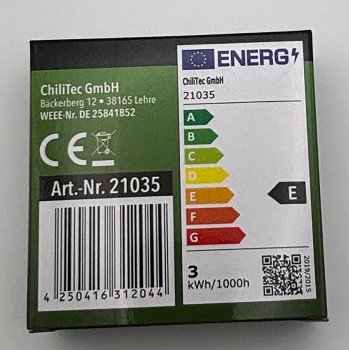 ChiliTec GmbH
Bäckerberg 12 • 38165 Lehre
WEEE-Nr. DE 25841852
CE
Art.-Nr. 21035
4 250416 312044
ENERG
ChiliTec GmbH
21035
A
B
C
D
E
F
G
E
3
kWh/1000h
2019/2015